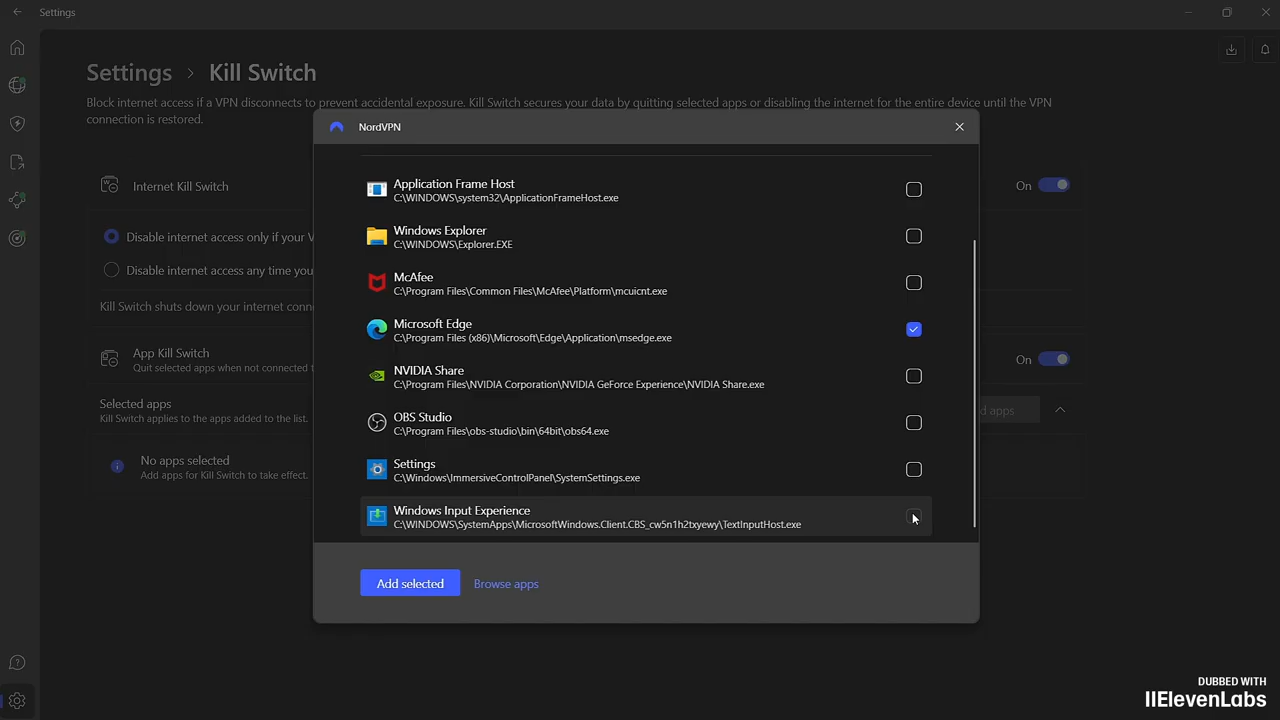 Settings
Settings > Kill Switch
Block internet access if a VPN disconnects to prevent accidental exposure. Kill Switch secures your data by quitting selected apps or disabling the internet for the entire device until the VPN
connection is restored.
NordVPN
Internet Kill Switch
On
Disable internet access only if your V
Disable internet access any time you
Kill Switch shuts down your internet conn
App Kill Switch
Quit selected apps when not connected t
On
Selected apps
Kill Switch applies to the apps added to the list.
d apps
No apps selected
Add apps for Kill Switch to take effect.
Application Frame Host
C:\WINDOWS\system32\ApplicationFrameHost.exe
Windows Explorer
C:\WINDOWS\Explorer.EXE
McAfee
C:\Program Files\Common Files\McAfee\Platform\mcuicnt.exe
Microsoft Edge
C:\Program Files (x86)\Microsoft\Edge\Application\msedge.exe
NVIDIA Share
C:\Program Files\NVIDIA Corporation\NVIDIA GeForce Experience\NVIDIA Share.exe
OBS Studio
C:\Program Files\obs-studio\bin\64bit\obs64.exe
Settings
C:\Windows\ImmersiveControlPanel\SystemSettings.exe
Windows Input Experience
C:\WINDOWS\SystemApps\MicrosoftWindows.Client.CBS_cw5n1h2txyewy\TextInputHost.exe
Add selected
Browse apps
DUBBED WITH
IIElevenLabs